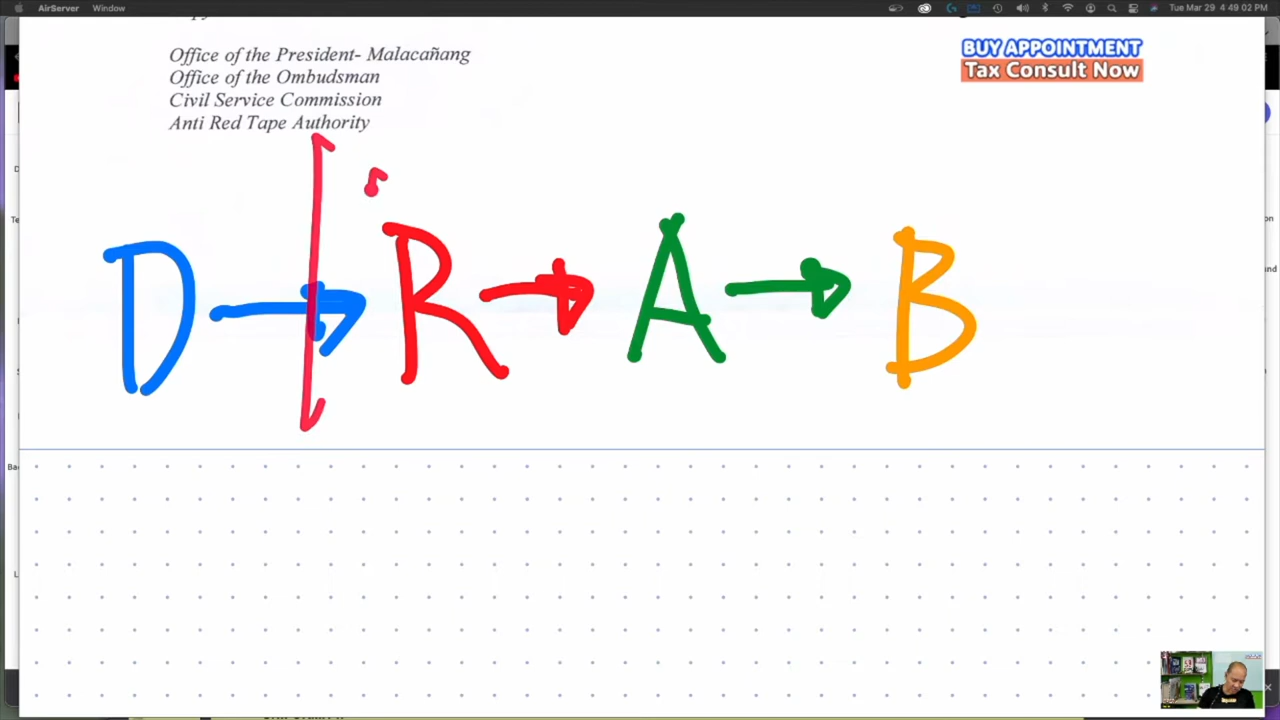 AirServer Window Tue Mar 29 4:49:02 PM
Office of the President- Malacañang
Office of the Ombudsman
Civil Service Commission
Anti Red Tape Authority
BUY APPOINTMENT
Tax Consult Now
D R A B